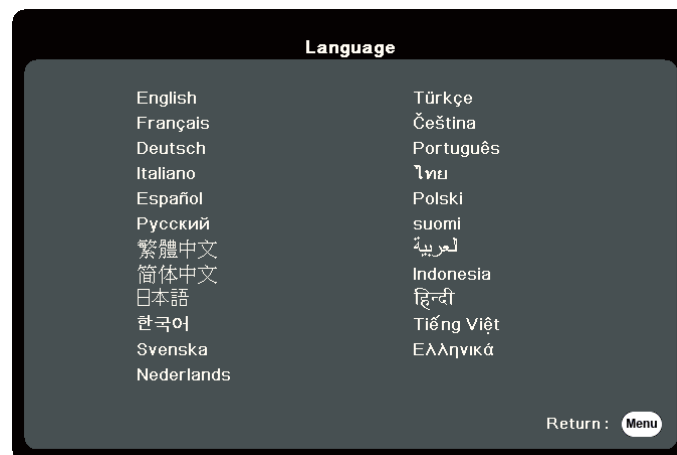 Language
English
Français
Deutsch
Italiano
Español
Русский
繁體中文
简体中文
日本語
한국어
Svenska
Nederlands
Türkçe
Čeština
Português
ไทย
Polski
suomi
العربية
Indonesia
हिन्दी
Tiếng Việt
Ελληνικά
Return : Menu